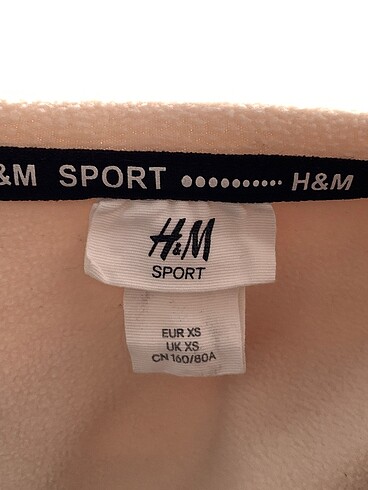 &M SPORT ●●●●●●●●●● H&M
H&M
SPORT
EUR XS
UK XS
CN 160/80A